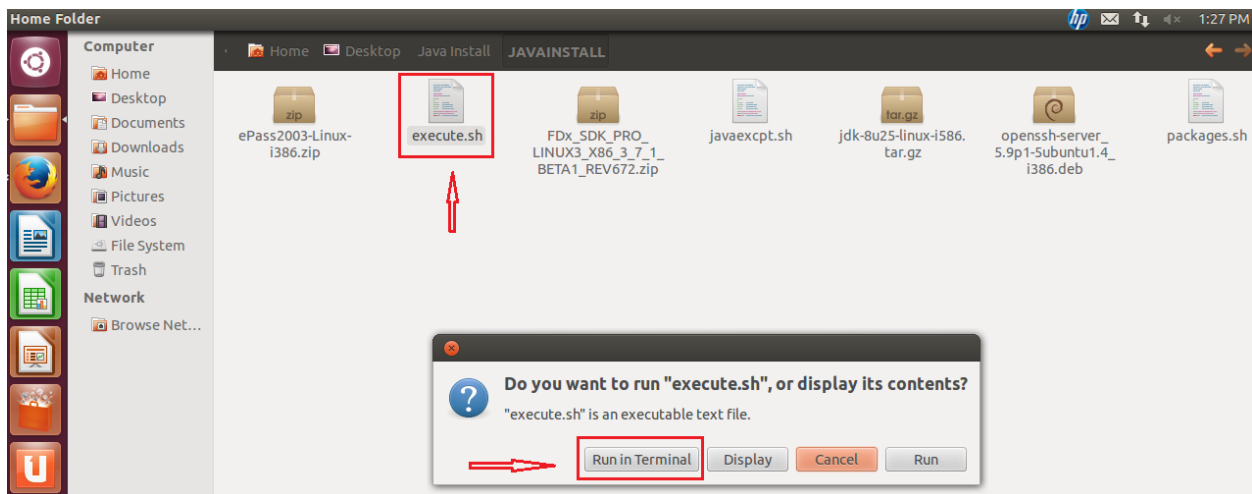 Home Folder
hp
1:27 PM
Computer
Home
Desktop
Documents
Downloads
Music
Pictures
Videos
File System
Trash
Network
Browse Net...
Home Desktop Java Install JAVAINSTALL
zip
ePass2003-Linux-
i386.zip
execute.sh
zip
FDx_SDK_PRO_
LINUX3_X86_3_7_1_
BETA1_REV672.zip
javaexcpt.sh
tar.gz
jdk-8u25-linux-i586.
tar.gz
openssh-server_
5.9p1-5ubuntu1.4_
i386.deb
packages.sh
Do you want to run "execute.sh", or display its contents?
"execute.sh" is an executable text file.
Run in Terminal Display Cancel Run